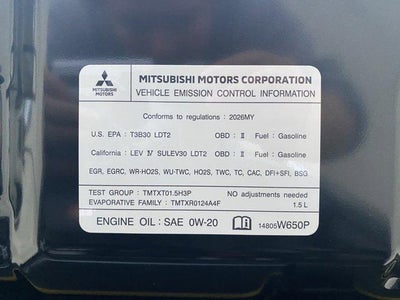 MITSUBISHI
MOTORS
MITSUBISHI MOTORS CORPORATION
VEHICLE EMISSION CONTROL INFORMATION
Conforms to regulations : 2026MY
U.S. EPA : T3B30 LDT2 OBD : II Fuel : Gasoline
California : LEV IV SULEV30 LDT2 OBD : II Fuel : Gasoline
EGR, EGRC, WR-HO2S, WU-TWC, HO2S, TWC, TC, CAC, DFI+SFI, BSG
TEST GROUP : TMTXT01.5H3P NO adjustments needed
EVAPORATIVE FAMILY : TMTXR0124A4F 1.5 L
ENGINE OIL : SAE 0W-20 14805W650P